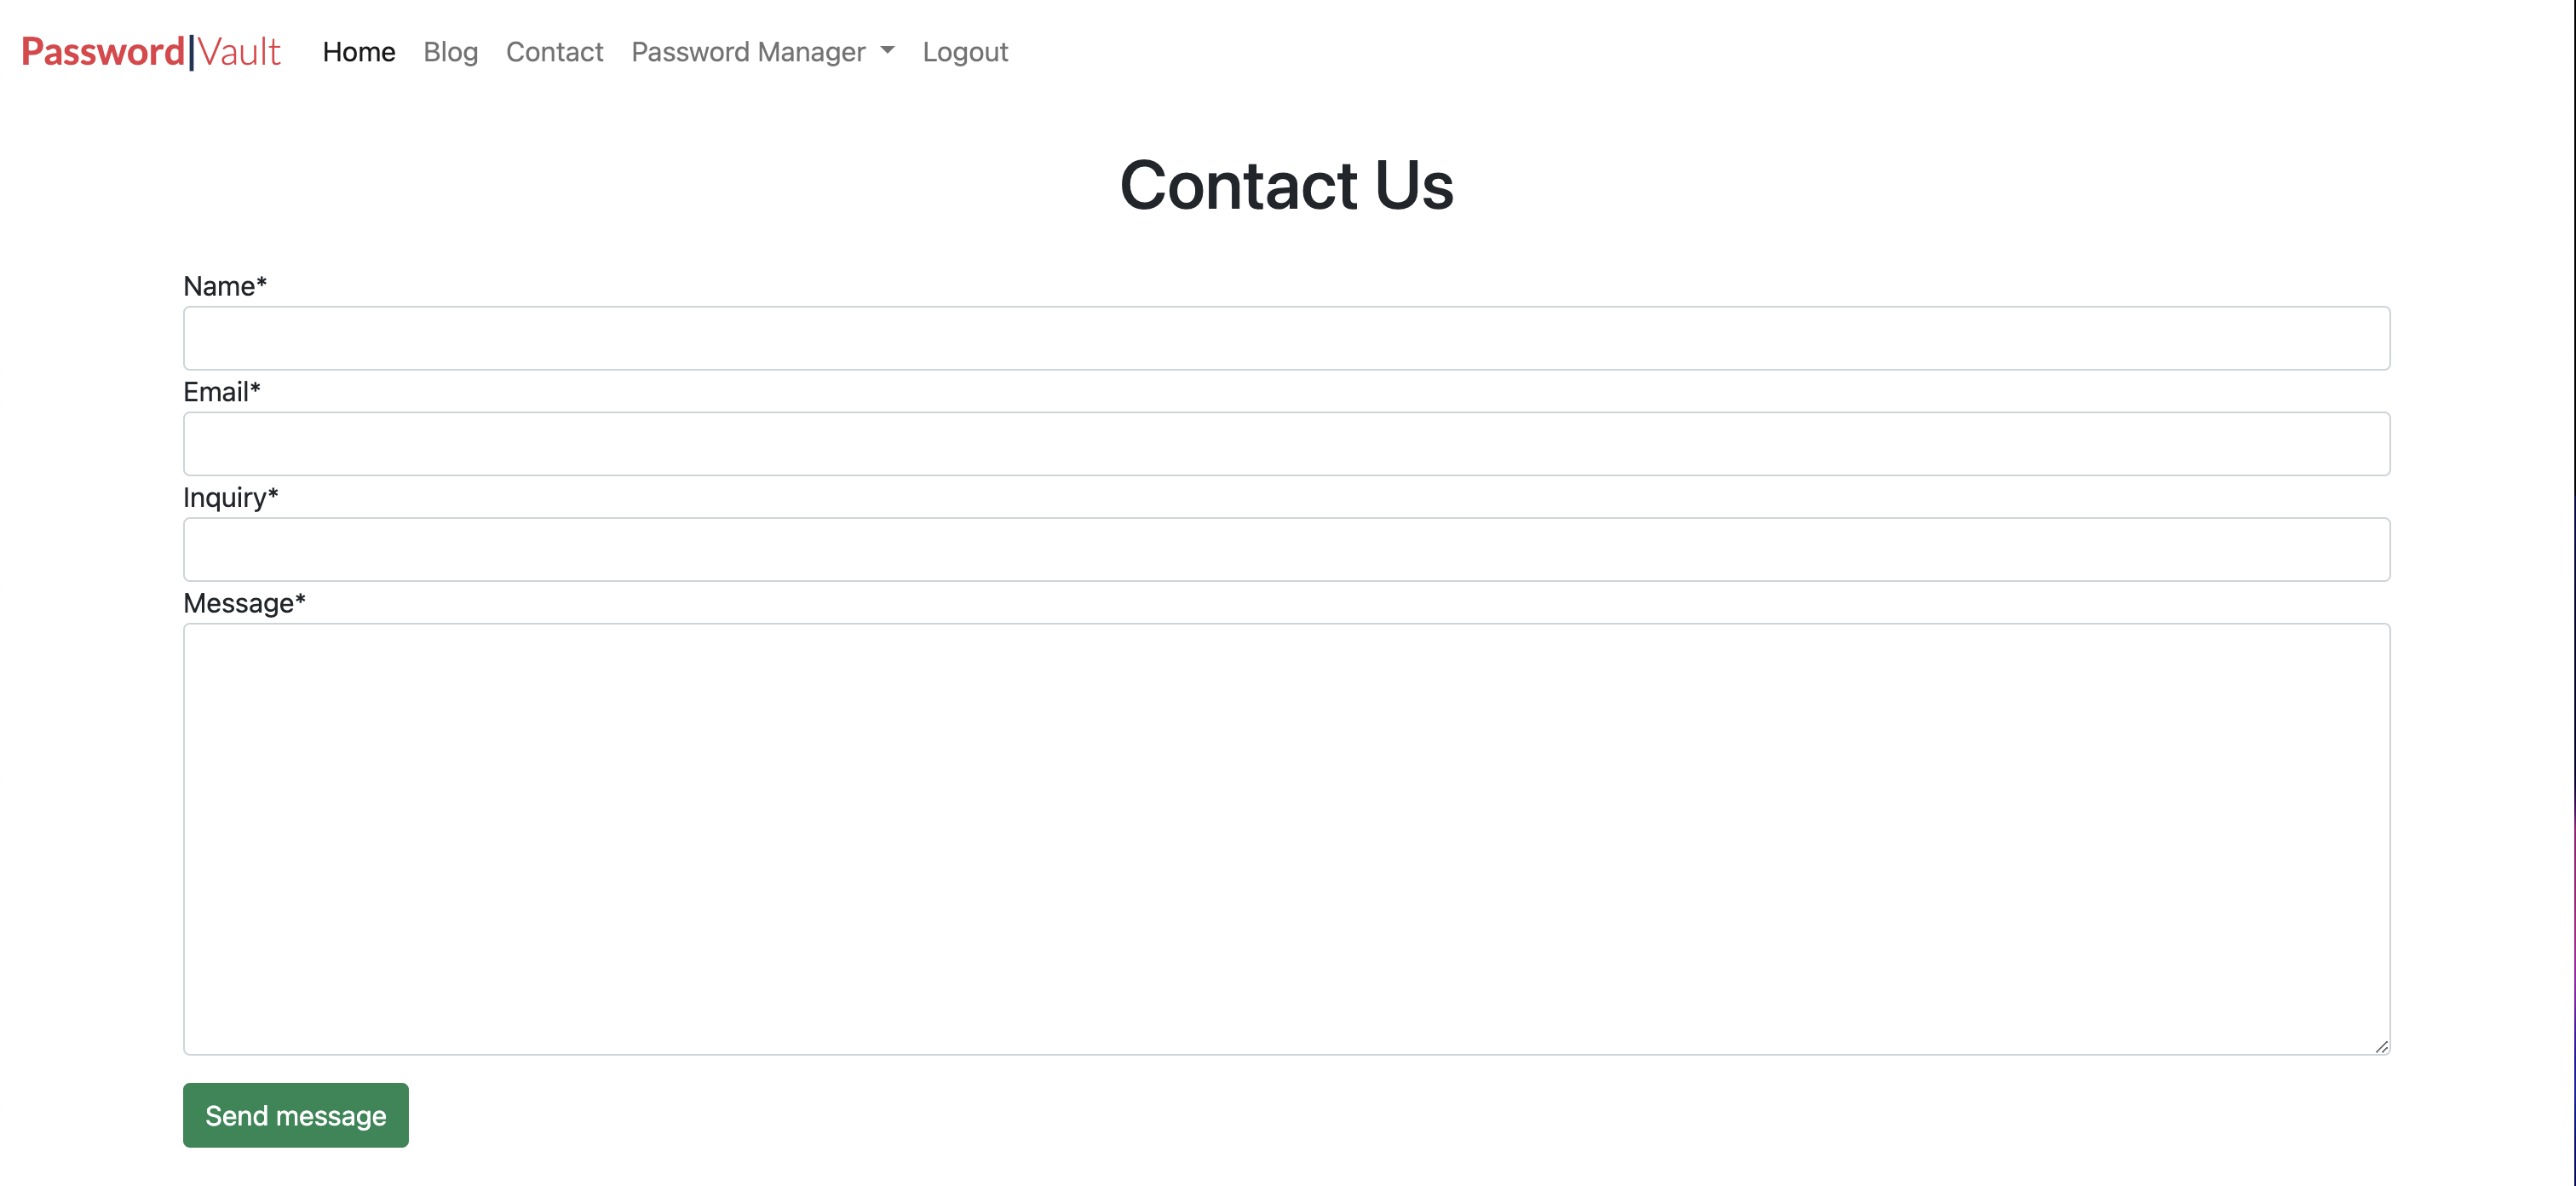 Password|Vault Home Blog Contact Password Manager Logout
Contact Us
Name*
Email*
Inquiry*
Message*
Send message